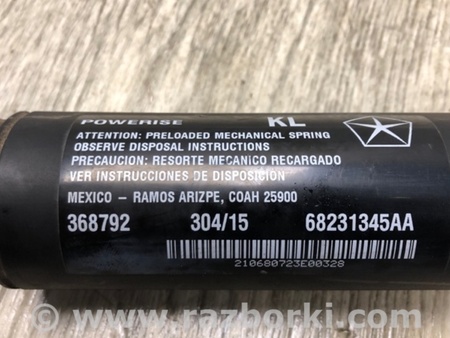 POWERISE KL
ATTENTION: PRELOADED MECHANICAL SPRING
OBSERVE DISPOSAL INSTRUCTIONS
PRECAUCION: RESORTE MECANICO RECARGADO
VER INSTRUCCIONES DE DISPOSICION
MEXICO – RAMOS ARIZPE, COAH 25900
368792 304/15 68231345AA
210680723E00328
© www.razborki.com